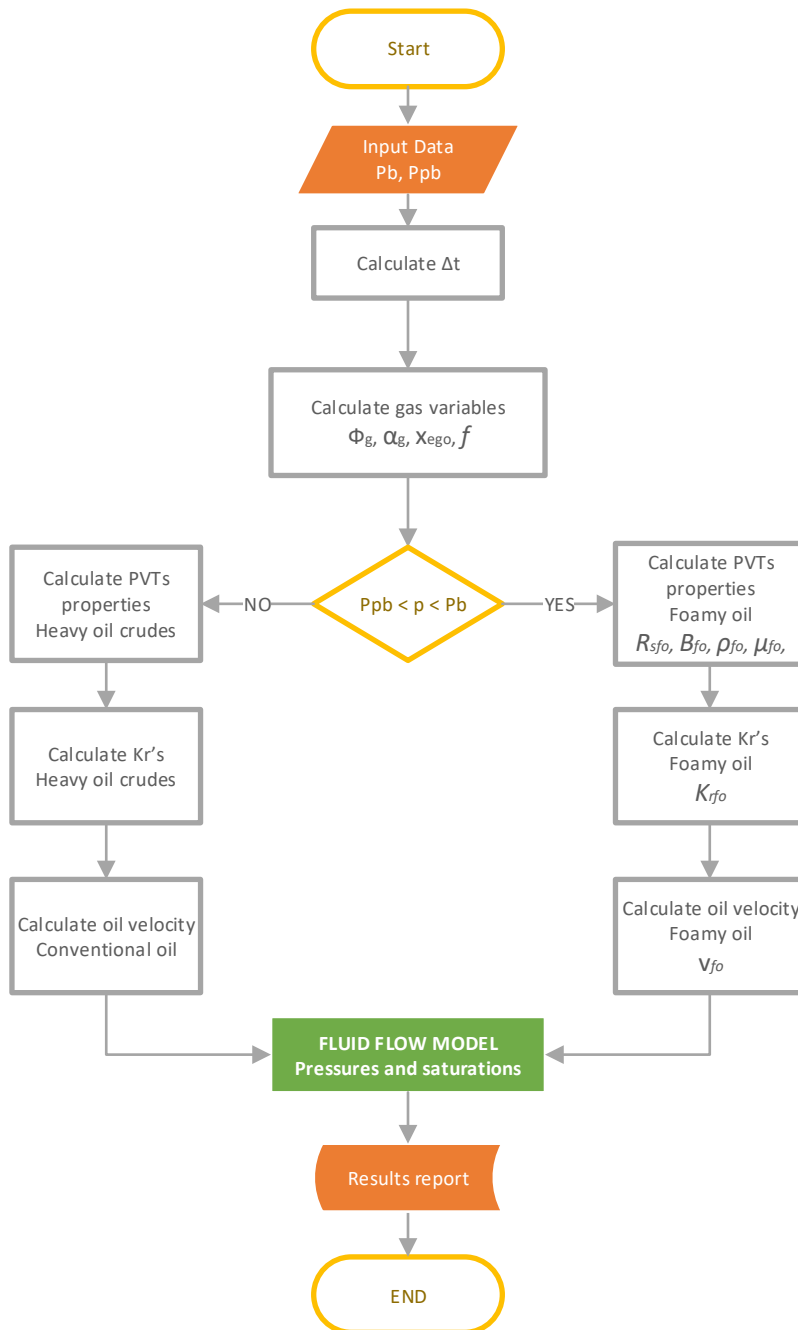 Start
Input Data
Pb, Ppb
Calculate Δt
Calculate gas variables
Φg, αg, xego, f
Ppb < p < Pb
NO
YES
Calculate PVTs
properties
Heavy oil crudes
Calculate Kr’s
Heavy oil crudes
Calculate oil velocity
Conventional oil
Calculate PVTs
properties
Foamy oil
Rsfo, Bfo, ρfo, μfo,
Calculate Kr’s
Foamy oil
Krfo
Calculate oil velocity
Foamy oil
vfo
FLUID FLOW MODEL
Pressures and saturations
Results report
END